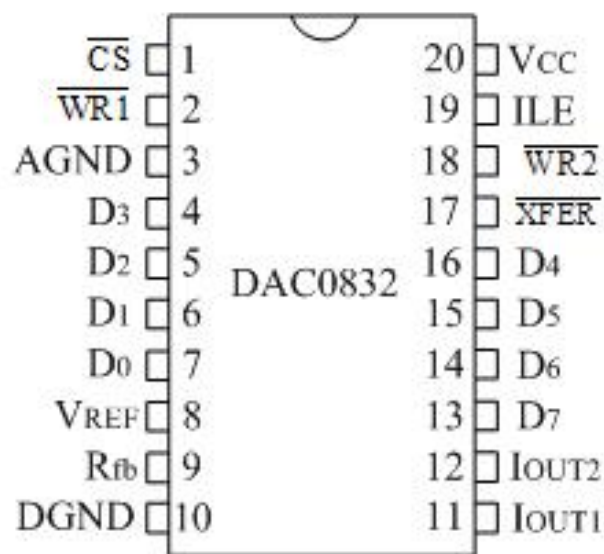 CS 1 20 VCC
WR1 2 19 ILE
AGND 3 18 WR2
D3 4 17 XFER
D2 5 16 D4
DAC0832
D1 6 15 D5
D0 7 14 D6
VREF 8 13 D7
Rfb 9 12 IOUT2
DGND 10 11 IOUT1